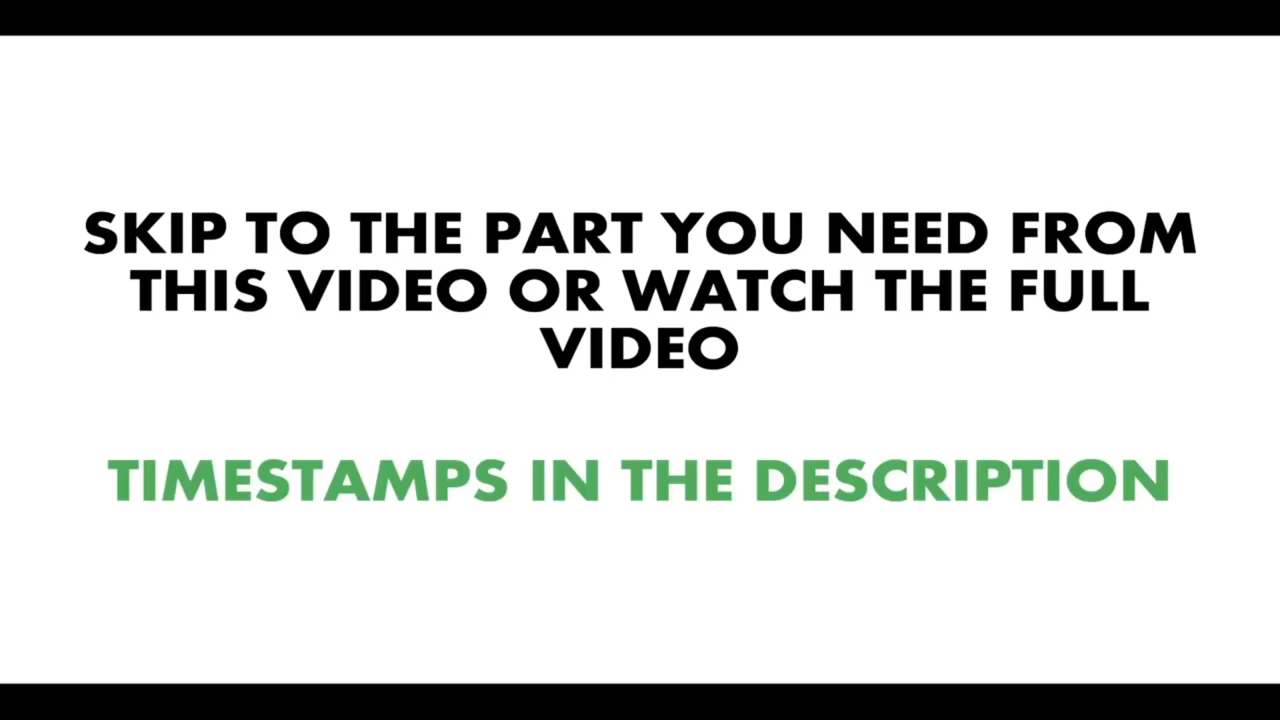 SKIP TO THE PART YOU NEED FROM
THIS VIDEO OR WATCH THE FULL
VIDEO
TIMESTAMPS IN THE DESCRIPTION